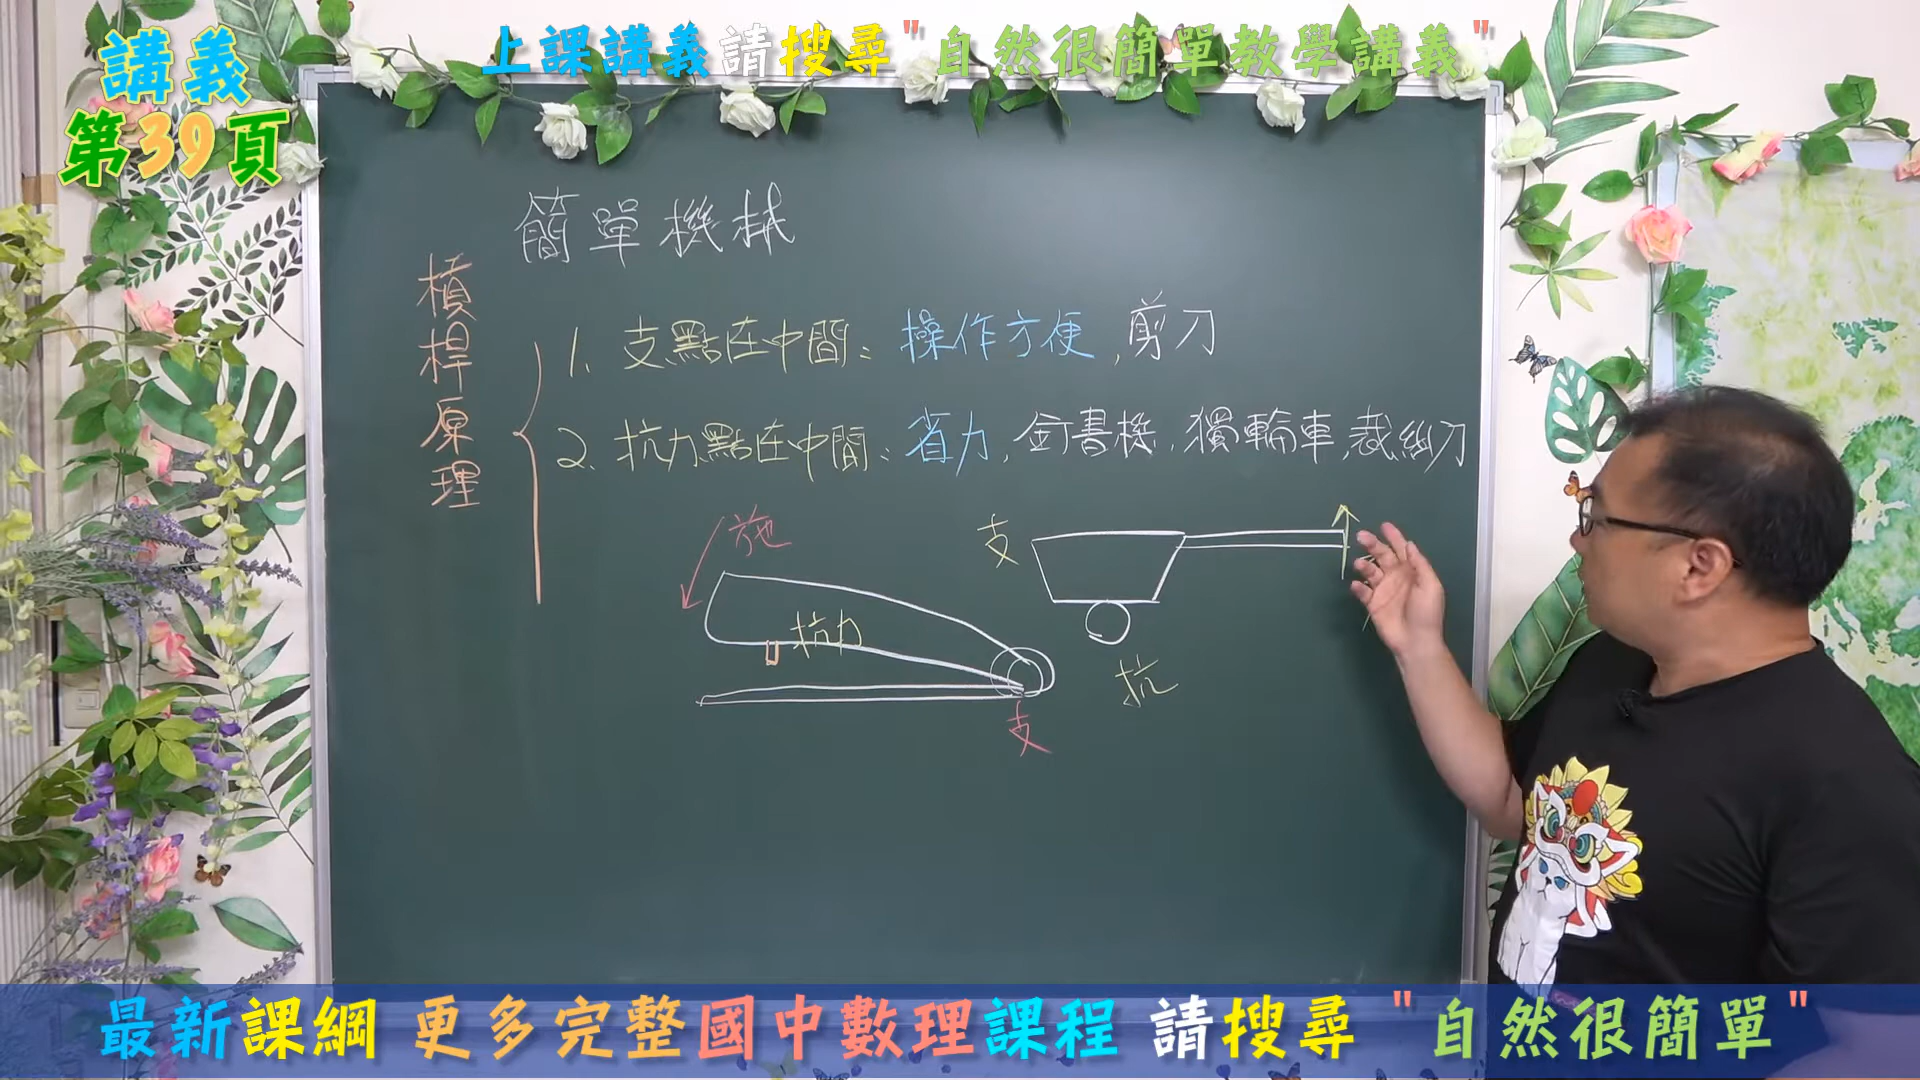 上課講義請搜尋"自然很簡單教學講義"
講義
第39頁
簡單機械
槓桿原理
1. 支點在中間：操作方便，剪刀
2. 抗力點在中間：省力，釘書機，獨輪車，裁紙刀
施
抗力
支
支
抗
最新課綱 更多完整國中數理課程 請搜尋 "自然很簡單"